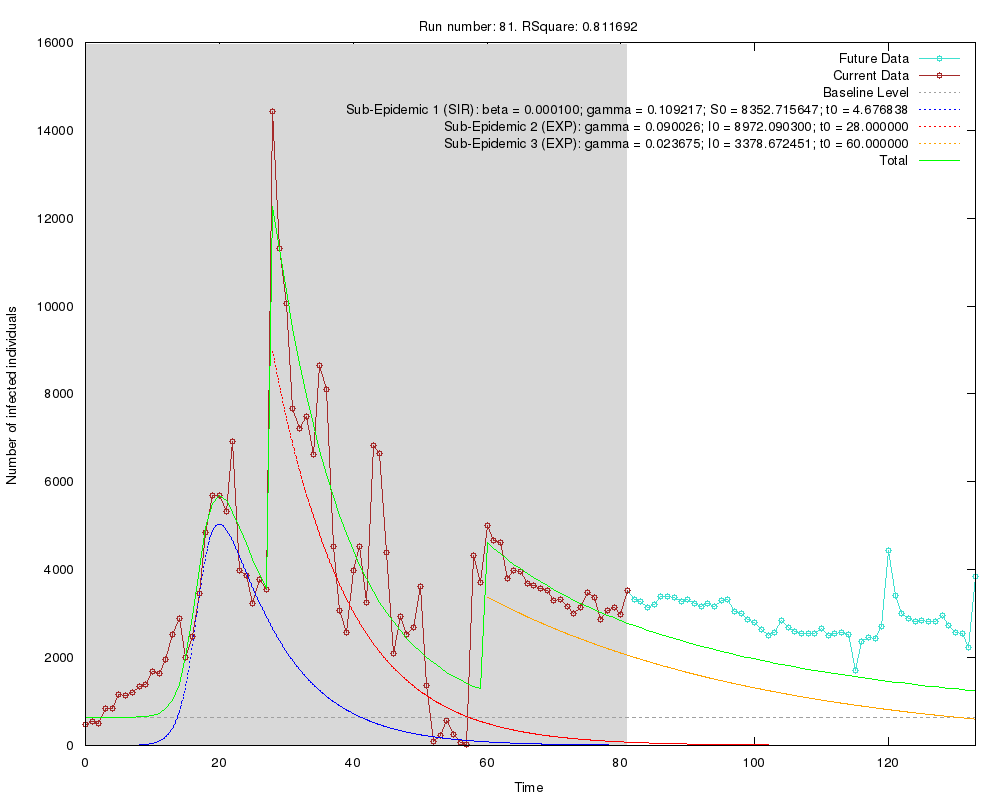 Run number: 81. RSquare: 0.811692
16000
14000
12000
10000
8000
6000
4000
2000
0
Number of infected individuals
Future Data
Current Data
Baseline Level
Sub-Epidemic 1 (SIR): beta = 0.000100; gamma = 0.109217; S0 = 8352.715647; t0 = 4.676838
Sub-Epidemic 2 (EXP): gamma = 0.090026; I0 = 8972.090300; t0 = 28.000000
Sub-Epidemic 3 (EXP): gamma = 0.023675; I0 = 3378.672451; t0 = 60.000000
Total
0 20 40 60 80 100 120
Time